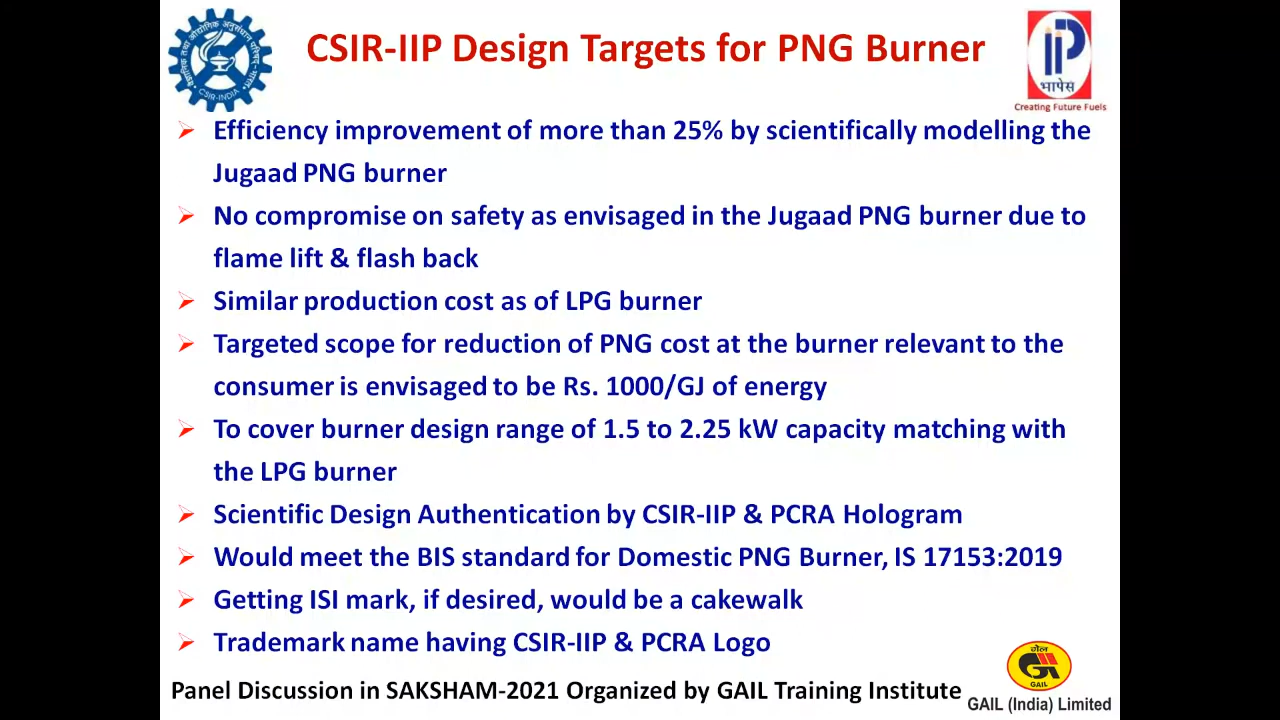 CSIR-IIP Design Targets for PNG Burner
CSIR-INDIA
IIP
भापेस
Creating Future Fuels
Efficiency improvement of more than 25% by scientifically modelling the
Jugaad PNG burner
No compromise on safety as envisaged in the Jugaad PNG burner due to
flame lift & flash back
Similar production cost as of LPG burner
Targeted scope for reduction of PNG cost at the burner relevant to the
consumer is envisaged to be Rs. 1000/GJ of energy
To cover burner design range of 1.5 to 2.25 kW capacity matching with
the LPG burner
Scientific Design Authentication by CSIR-IIP & PCRA Hologram
Would meet the BIS standard for Domestic PNG Burner, IS 17153:2019
Getting ISI mark, if desired, would be a cakewalk
Trademark name having CSIR-IIP & PCRA Logo
Panel Discussion in SAKSHAM-2021 Organized by GAIL Training Institute
गेल
GAIL
GAIL (India) Limited